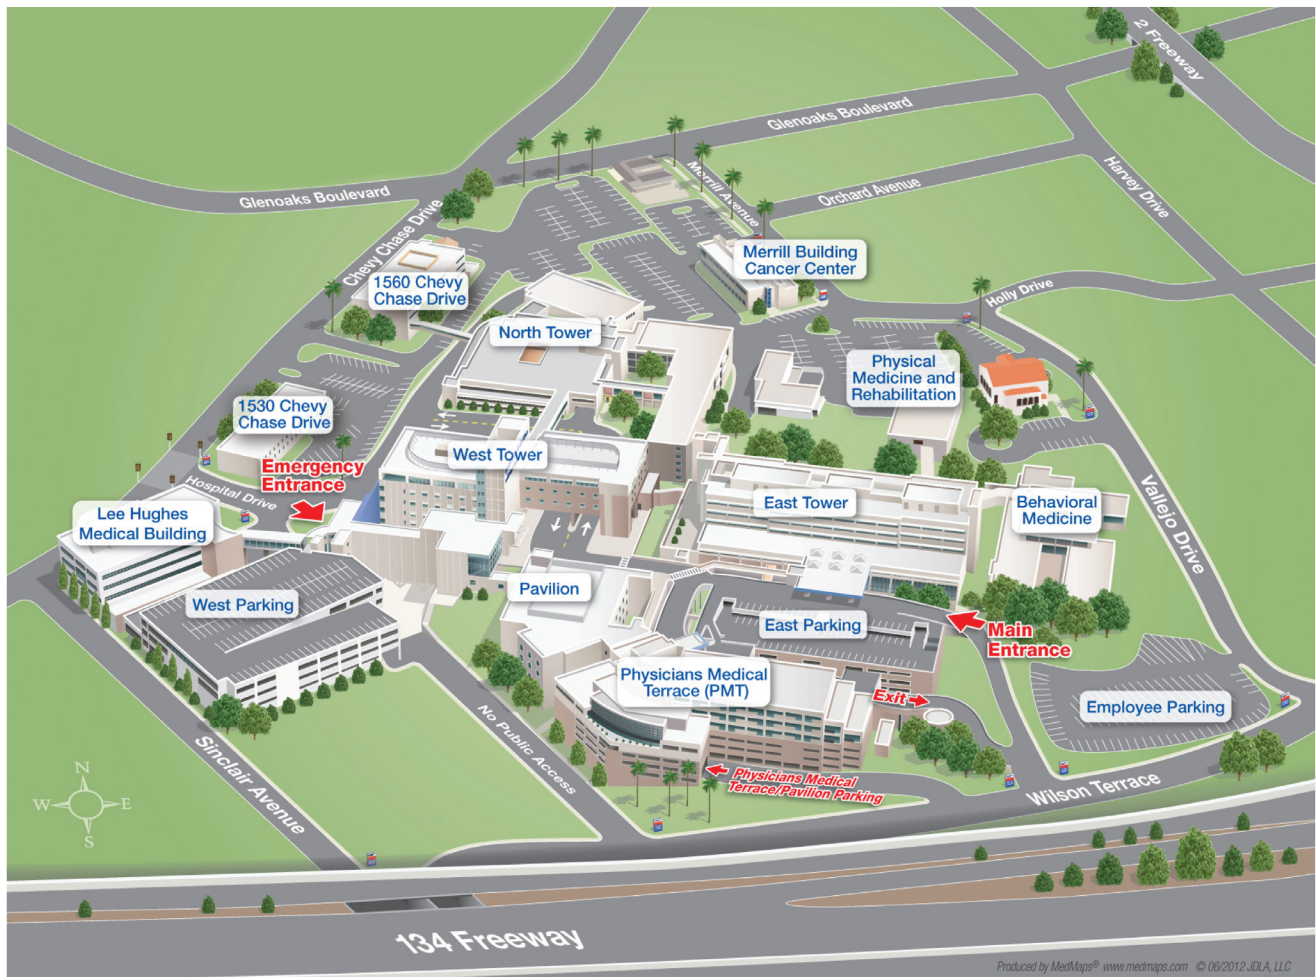 2 Freeway
Glenoaks Boulevard
Glenoaks Boulevard
Merrill Avenue
Orchard Avenue
Harvey Drive
Chevy Chase Drive
Merrill Building
Cancer Center
1560 Chevy
Chase Drive
Holly Drive
North Tower
Physical
Medicine and
Rehabilitation
1530 Chevy
Chase Drive
West Tower
Emergency
Entrance
Hospital Drive
East Tower
Behavioral
Medicine
Lee Hughes
Medical Building
Vallejo Drive
Pavilion
West Parking
East Parking
Main
Entrance
Physicians Medical
Terrace (PMT)
Exit
Employee Parking
No Public Access
Sinclair Avenue
Physicians Medical
Terrace/Pavilion Parking
Wilson Terrace
N
W
E
S
134 Freeway
Produced by MedMaps® www.medmaps.com © 06/2012 JDLA, LLC